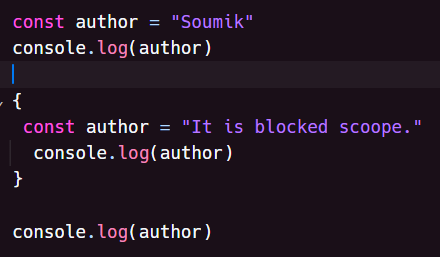 const author = "Soumik"
console.log(author)
{
const author = "It is blocked scoope."
console.log(author)
}
console.log(author)